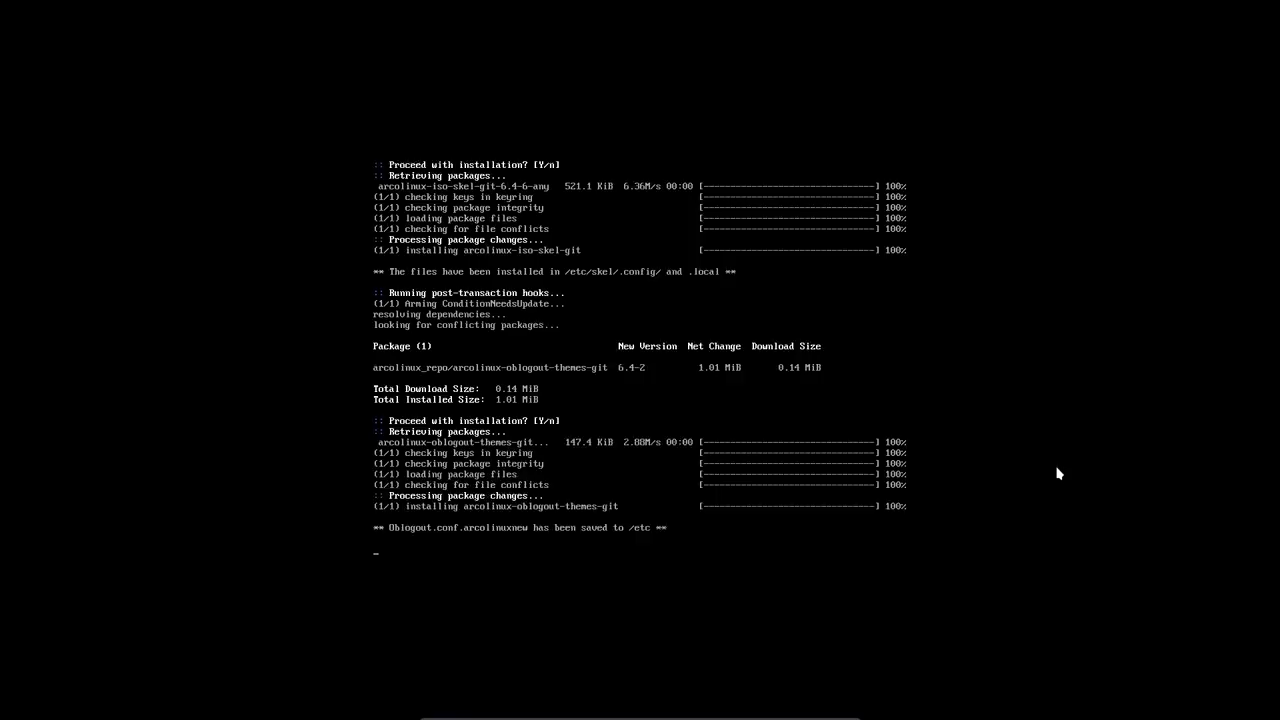 :: Proceed with installation? [Y/n]
:: Retrieving packages...
arcolinux-iso-skel-git-6.4-6-any 521.1 KiB 6.36M/s 00:00 [--------------------------------] 100%
(1/1) checking keys in keyring [--------------------------------] 100%
(1/1) checking package integrity [--------------------------------] 100%
(1/1) loading package files [--------------------------------] 100%
(1/1) checking for file conflicts [--------------------------------] 100%
:: Processing package changes...
(1/1) installing arcolinux-iso-skel-git [--------------------------------] 100%
** The files have been installed in /etc/skel/.config/ and .local **
:: Running post-transaction hooks...
(1/1) Arming ConditionNeedsUpdate...
resolving dependencies...
looking for conflicting packages...
Package (1) New Version Net Change Download Size
arcolinux_repo/arcolinux-oblogout-themes-git 6.4-2 1.01 MiB 0.14 MiB
Total Download Size: 0.14 MiB
Total Installed Size: 1.01 MiB
:: Proceed with installation? [Y/n]
:: Retrieving packages...
arcolinux-oblogout-themes-git... 147.4 KiB 2.88M/s 00:00 [--------------------------------] 100%
(1/1) checking keys in keyring [--------------------------------] 100%
(1/1) checking package integrity [--------------------------------] 100%
(1/1) loading package files [--------------------------------] 100%
(1/1) checking for file conflicts [--------------------------------] 100%
:: Processing package changes...
(1/1) installing arcolinux-oblogout-themes-git [--------------------------------] 100%
** Oblogout.conf.arcolinuxnew has been saved to /etc **
_